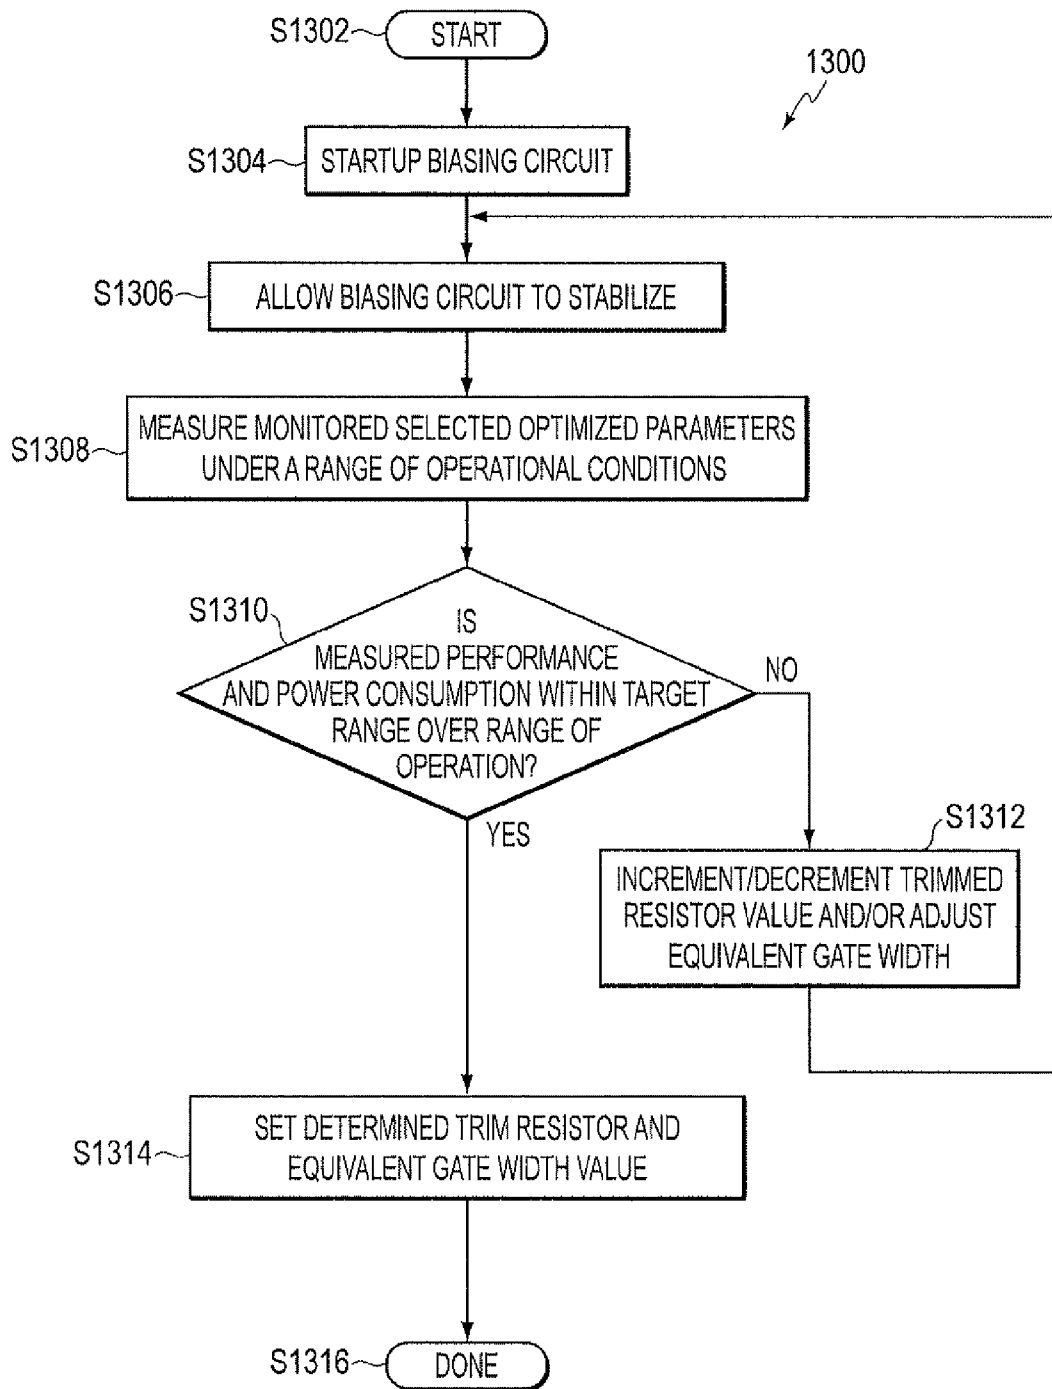 S1302
START
1300
S1304
STARTUP BIASING CIRCUIT
S1306
ALLOW BIASING CIRCUIT TO STABILIZE
S1308
MEASURE MONITORED SELECTED OPTIMIZED PARAMETERS
UNDER A RANGE OF OPERATIONAL CONDITIONS
S1310
IS
MEASURED PERFORMANCE
AND POWER CONSUMPTION WITHIN TARGET
RANGE OVER RANGE OF
OPERATION?
NO
YES
S1312
INCREMENT/DECREMENT TRIMMED
RESISTOR VALUE AND/OR ADJUST
EQUIVALENT GATE WIDTH
S1314
SET DETERMINED TRIM RESISTOR AND
EQUIVALENT GATE WIDTH VALUE
S1316
DONE